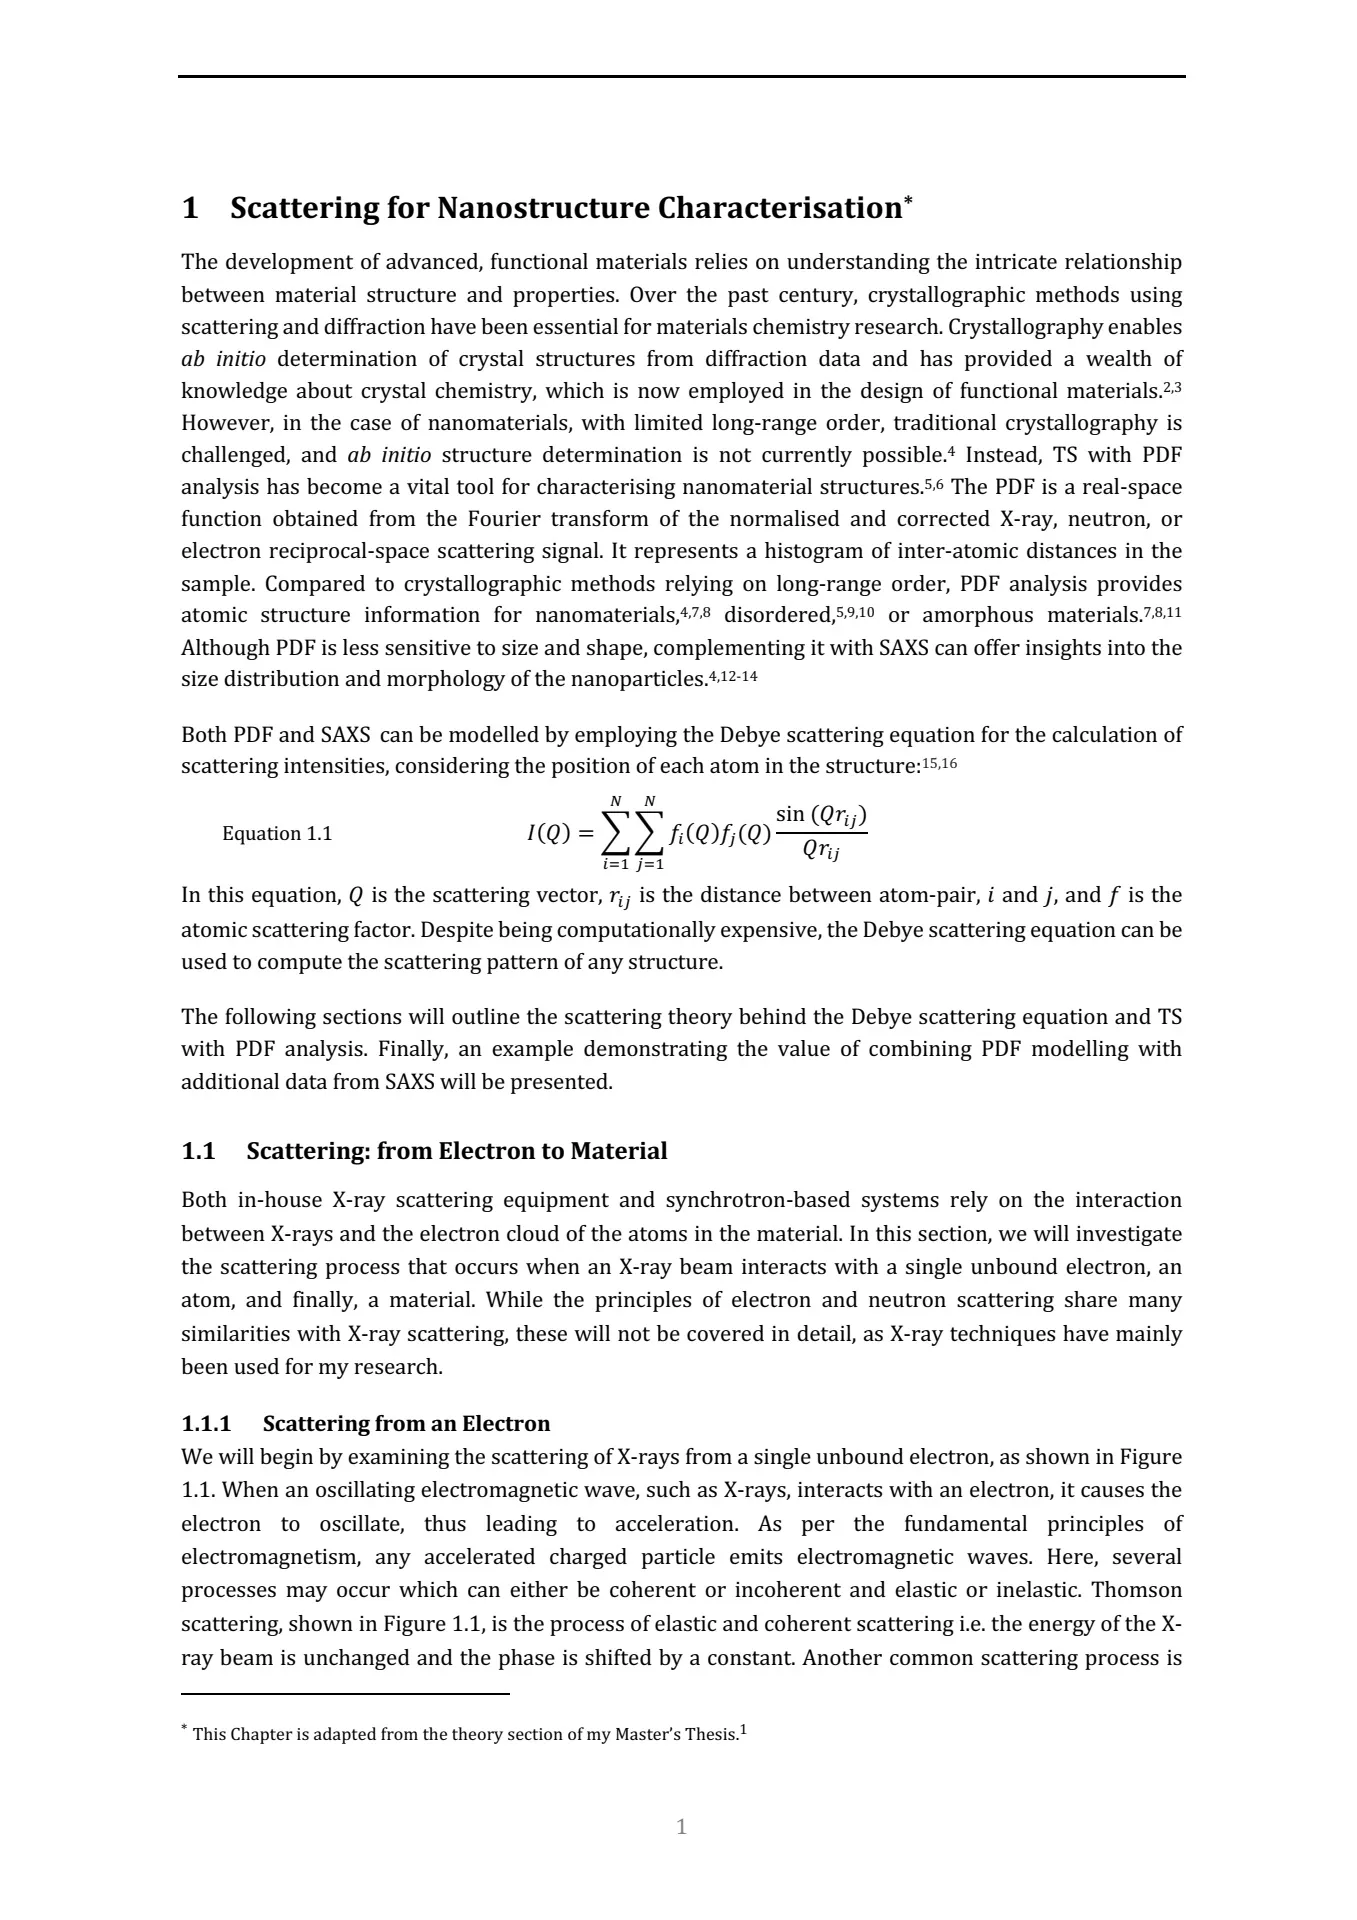 1 Scattering for Nanostructure Characterisation*
The development of advanced, functional materials relies on understanding the intricate relationship
between material structure and properties. Over the past century, crystallographic methods using
scattering and diffraction have been essential for materials chemistry research. Crystallography enables
ab initio determination of crystal structures from diffraction data and has provided a wealth of
knowledge about crystal chemistry, which is now employed in the design of functional materials.2,3
However, in the case of nanomaterials, with limited long-range order, traditional crystallography is
challenged, and ab initio structure determination is not currently possible.4 Instead, TS with PDF
analysis has become a vital tool for characterising nanomaterial structures.5,6 The PDF is a real-space
function obtained from the Fourier transform of the normalised and corrected X-ray, neutron, or
electron reciprocal-space scattering signal. It represents a histogram of inter-atomic distances in the
sample. Compared to crystallographic methods relying on long-range order, PDF analysis provides
atomic structure information for nanomaterials,4,7,8 disordered,5,9,10 or amorphous materials.7,8,11
Although PDF is less sensitive to size and shape, complementing it with SAXS can offer insights into the
size distribution and morphology of the nanoparticles.4,12-14
Both PDF and SAXS can be modelled by employing the Debye scattering equation for the calculation of
scattering intensities, considering the position of each atom in the structure:15,16
Equation 1.1 I(Q) = ∑_{i=1}^{N} ∑_{j=1}^{N} f_i(Q)f_j(Q) sin (Qr_{ij}) / Qr_{ij}
In this equation, Q is the scattering vector, r_{ij} is the distance between atom-pair, i and j, and f is the
atomic scattering factor. Despite being computationally expensive, the Debye scattering equation can be
used to compute the scattering pattern of any structure.
The following sections will outline the scattering theory behind the Debye scattering equation and TS
with PDF analysis. Finally, an example demonstrating the value of combining PDF modelling with
additional data from SAXS will be presented.
1.1 Scattering: from Electron to Material
Both in-house X-ray scattering equipment and synchrotron-based systems rely on the interaction
between X-rays and the electron cloud of the atoms in the material. In this section, we will investigate
the scattering process that occurs when an X-ray beam interacts with a single unbound electron, an
atom, and finally, a material. While the principles of electron and neutron scattering share many
similarities with X-ray scattering, these will not be covered in detail, as X-ray techniques have mainly
been used for my research.
1.1.1 Scattering from an Electron
We will begin by examining the scattering of X-rays from a single unbound electron, as shown in Figure
1.1. When an oscillating electromagnetic wave, such as X-rays, interacts with an electron, it causes the
electron to oscillate, thus leading to acceleration. As per the fundamental principles of
electromagnetism, any accelerated charged particle emits electromagnetic waves. Here, several
processes may occur which can either be coherent or incoherent and elastic or inelastic. Thomson
scattering, shown in Figure 1.1, is the process of elastic and coherent scattering i.e. the energy of the X-
ray beam is unchanged and the phase is shifted by a constant. Another common scattering process is
* This Chapter is adapted from the theory section of my Master's Thesis.1
1